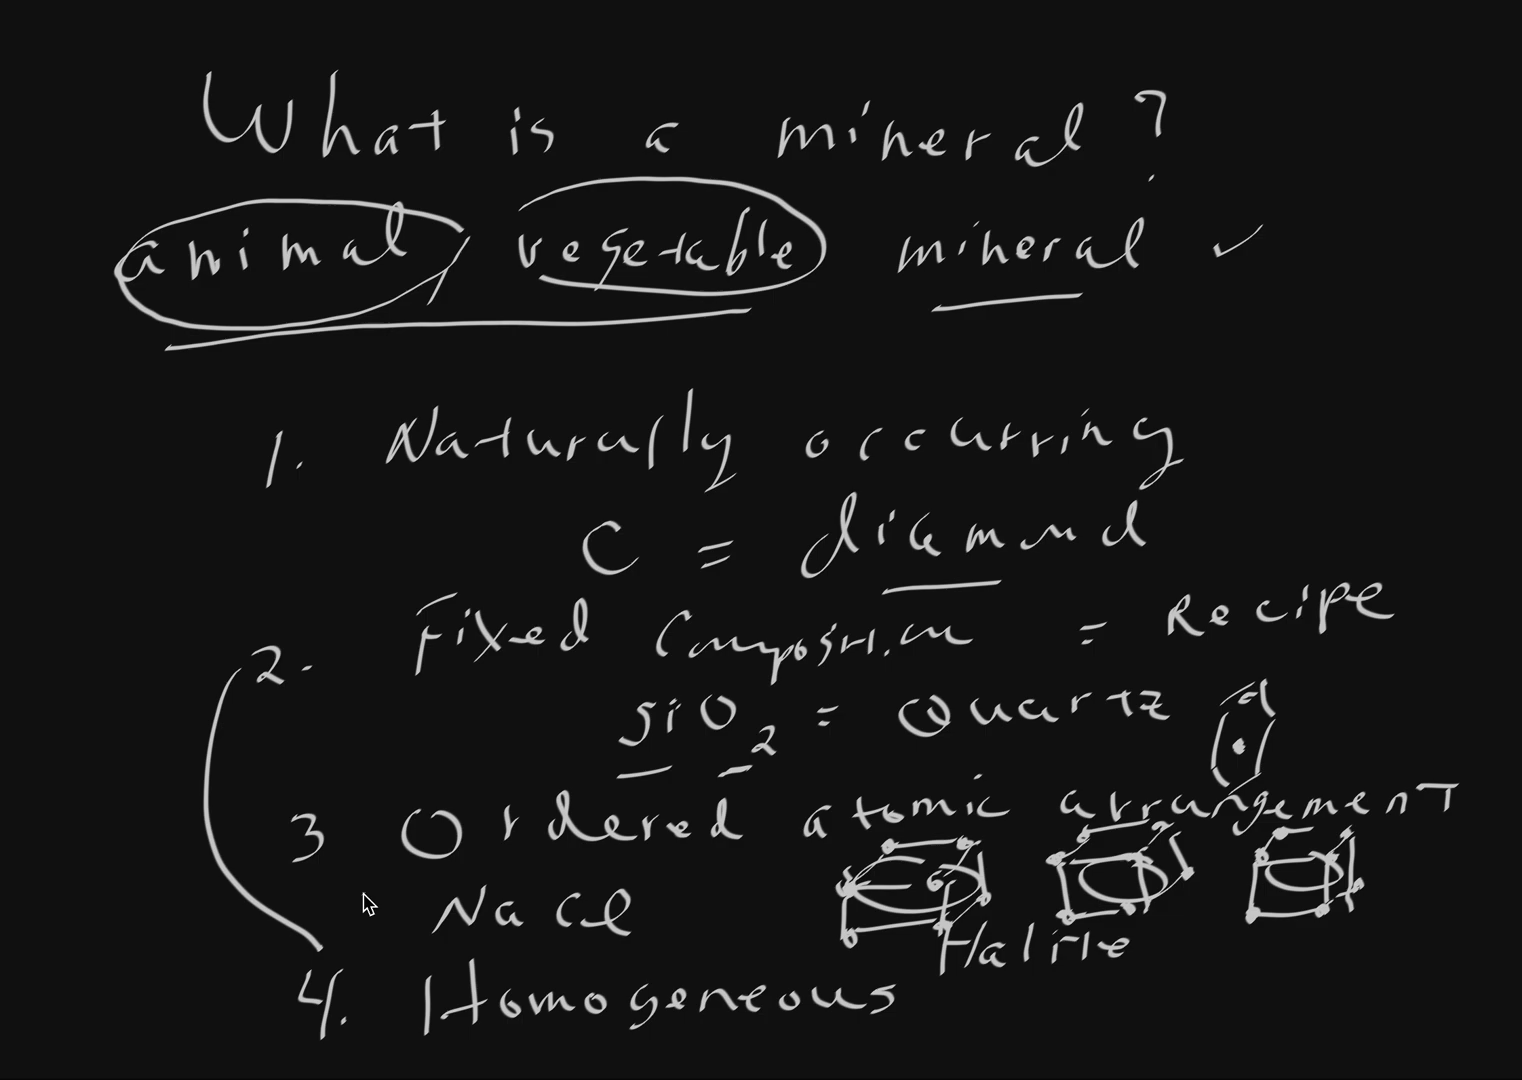 What is a mineral?
animal, vegetable mineral ✓
1. Naturally occurring
C = diamond
2. Fixed Composition = Recipe
SiO2 = Quartz
3 Ordered atomic arrangement
NaCl Halite
4. Homogeneous